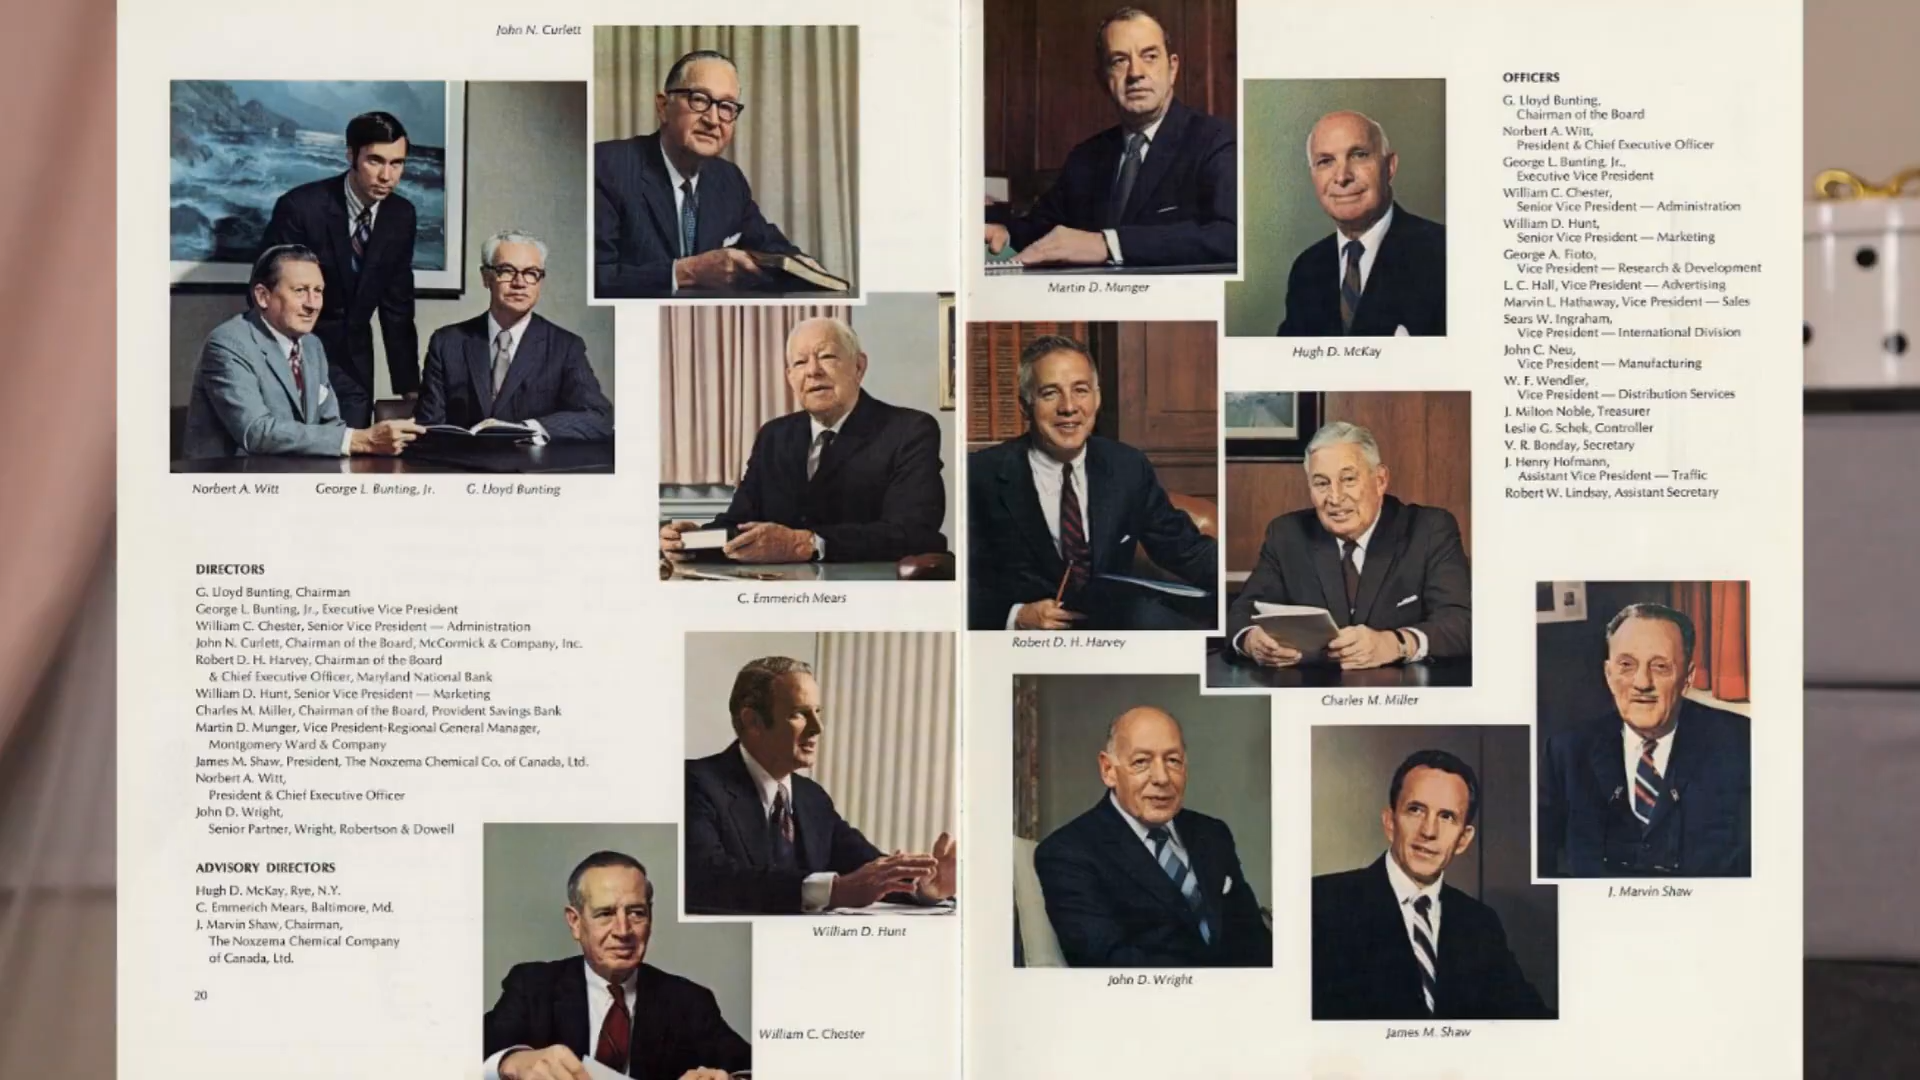 John N. Curlett
Norbert A. Witt
George L. Bunting, Jr.
G. Lloyd Bunting
C. Emmerich Mears
DIRECTORS
G. Lloyd Bunting, Chairman
George L. Bunting, Jr., Executive Vice President
William C. Chester, Senior Vice President — Administration
John N. Curlett, Chairman of the Board, McCormick & Company, Inc.
Robert D. H. Harvey, Chairman of the Board
& Chief Executive Officer, Maryland National Bank
William D. Hunt, Senior Vice President — Marketing
Charles M. Miller, Chairman of the Board, Provident Savings Bank
Martin D. Munger, Vice President-Regional General Manager,
Montgomery Ward & Company
James M. Shaw, President, The Noxzema Chemical Co. of Canada, Ltd.
Norbert A. Witt,
President & Chief Executive Officer
John D. Wright,
Senior Partner, Wright, Robertson & Dowell
ADVISORY DIRECTORS
Hugh D. McKay, Rye, N.Y.
C. Emmerich Mears, Baltimore, Md.
J. Marvin Shaw, Chairman,
The Noxzema Chemical Company
of Canada, Ltd.
20
William D. Hunt
William C. Chester
Martin D. Munger
Hugh D. McKay
Robert D. H. Harvey
Charles M. Miller
John D. Wright
James M. Shaw
J. Marvin Shaw
OFFICERS
G. Lloyd Bunting,
Chairman of the Board
Norbert A. Witt,
President & Chief Executive Officer
George L. Bunting, Jr.,
Executive Vice President
William C. Chester,
Senior Vice President — Administration
William D. Hunt,
Senior Vice President — Marketing
George A. Fioto,
Vice President — Research & Development
L. C. Hall, Vice President — Advertising
Marvin L. Hathaway, Vice President — Sales
Sears W. Ingraham,
Vice President — International Division
John C. Neu,
Vice President — Manufacturing
W. F. Wendler,
Vice President — Distribution Services
J. Milton Noble, Treasurer
Leslie G. Schek, Controller
V. R. Bonday, Secretary
J. Henry Hofmann,
Assistant Vice President — Traffic
Robert W. Lindsay, Assistant Secretary